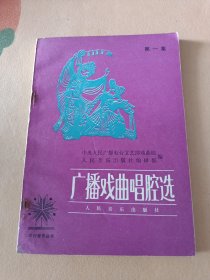 第一集
中央人民广播电台文艺部戏曲组
人民音乐出版社编辑部
编
广播戏曲唱腔选
人民音乐出版社